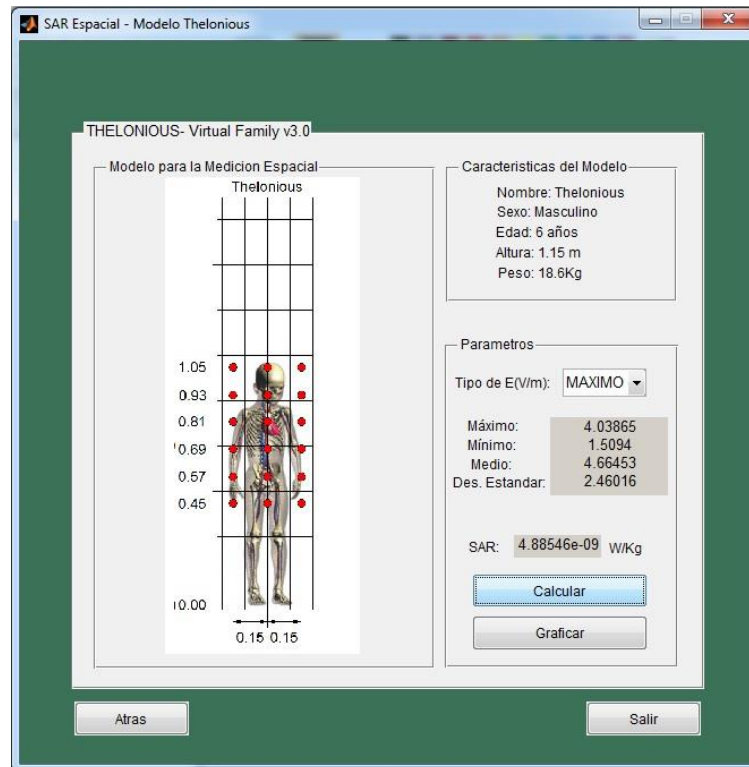 SAR Espacial - Modelo Thelonious
THELONIOUS- Virtual Family v3.0
Modelo para la Medicion Espacial
Thelonious
1.05
0.93
0.81
0.69
0.57
0.45
0.00
0.15 0.15
Caracteristicas del Modelo
Nombre: Thelonious
Sexo: Masculino
Edad: 6 años
Altura: 1.15 m
Peso: 18.6Kg
Parametros
Tipo de E(V/m): MAXIMO
Máximo: 4.03865
Mínimo: 1.5094
Medio: 4.66453
Des. Estandar: 2.46016
SAR: 4.88546e-09 W/Kg
Calcular
Graficar
Atras
Salir